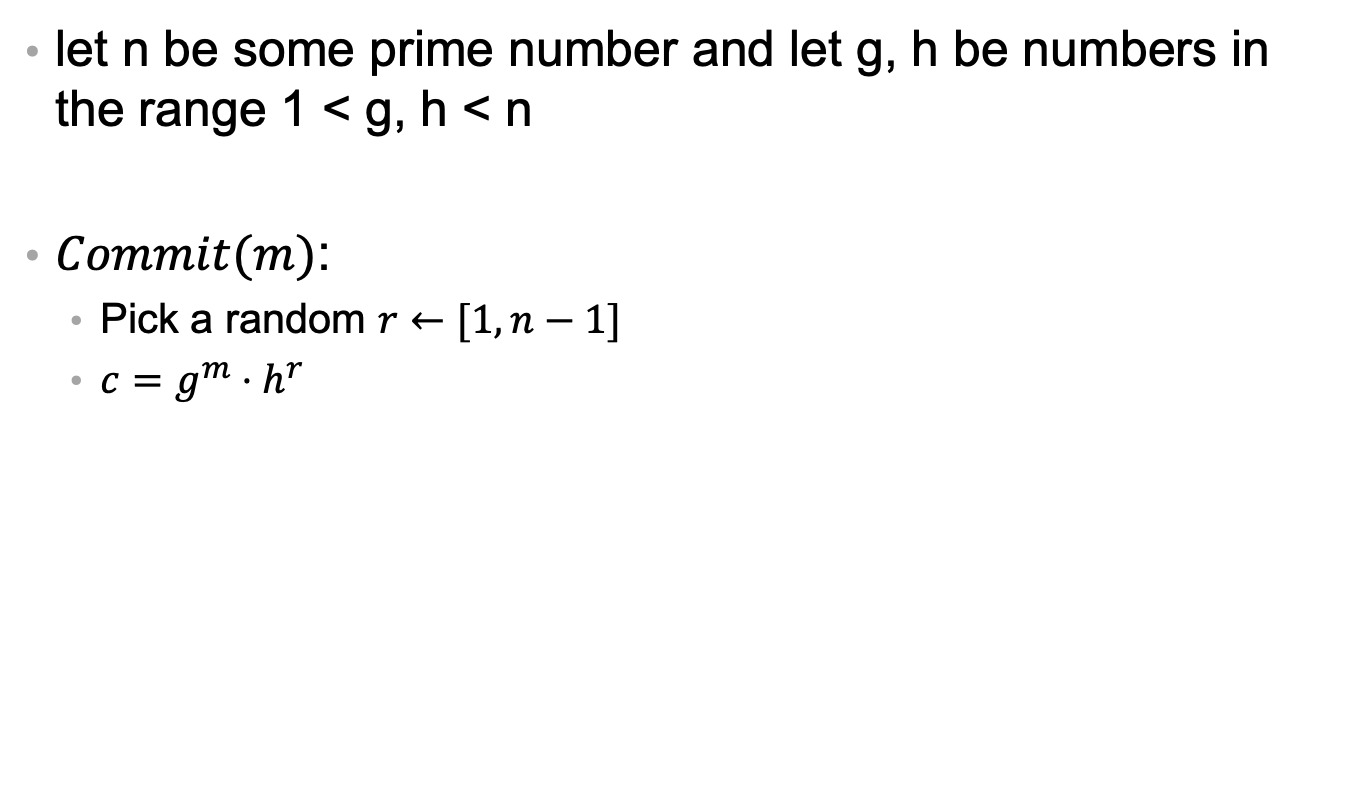 • let n be some prime number and let g, h be numbers in
the range 1 < g, h < n
• 𝐶𝑜𝑚𝑚𝑖𝑡(𝑚):
• Pick a random 𝑟 ← [1, 𝑛 − 1]
• 𝑐 = 𝑔^𝑚 · ℎ^𝑟